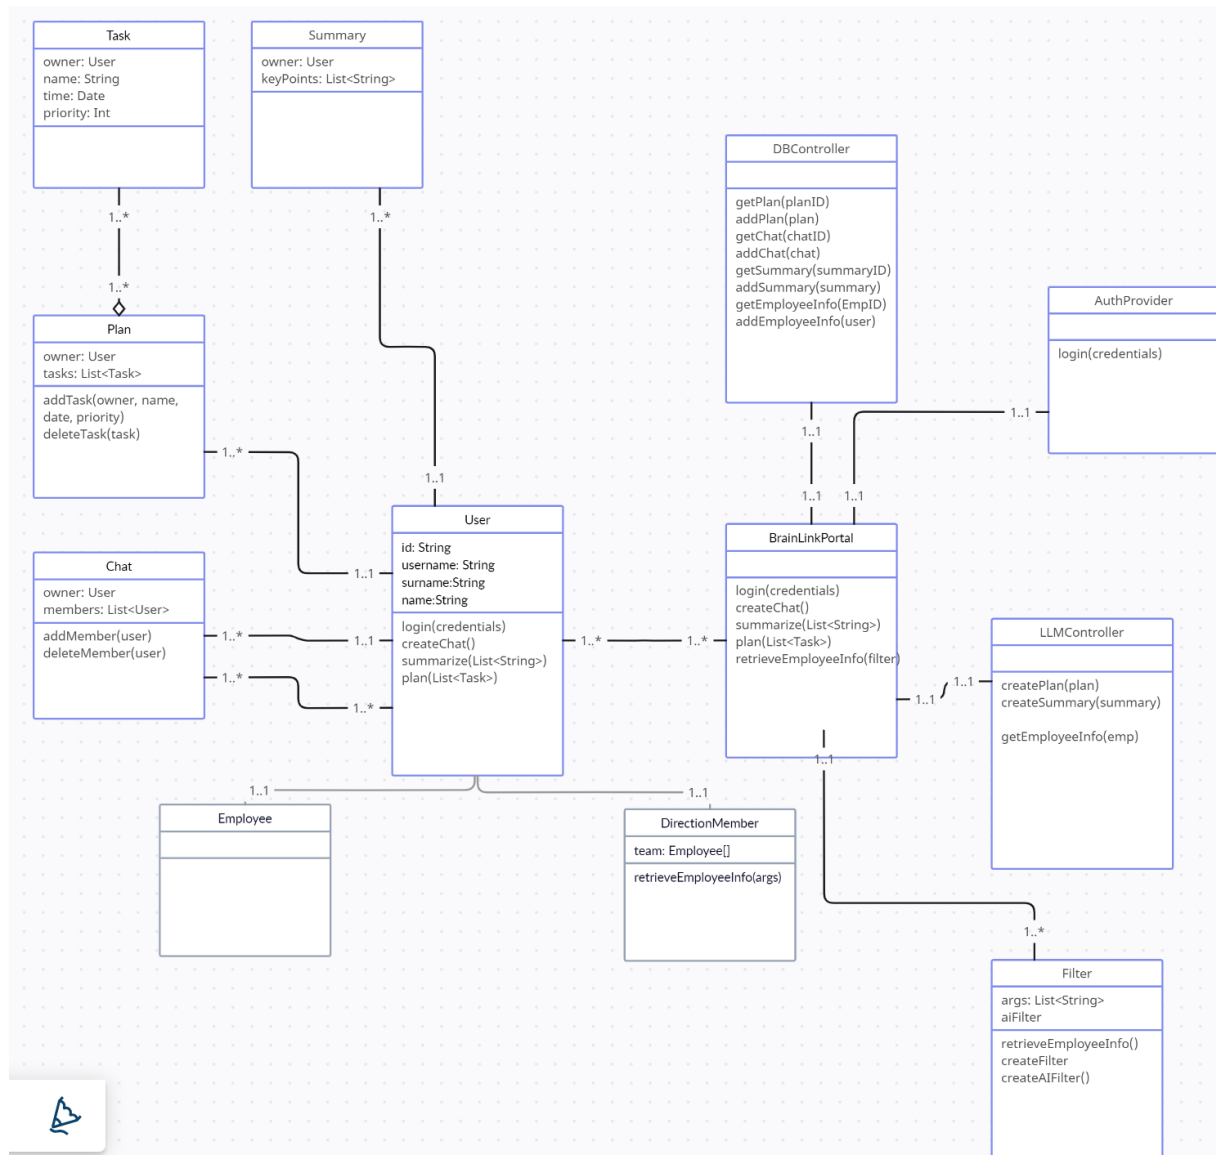 Task
owner: User
name: String
time: Date
priority: Int
Summary
owner: User
keyPoints: List<String>
1..*
1..*
1..*
1..1
Plan
owner: User
tasks: List<Task>
addTask(owner, name,
date, priority)
deleteTask(task)
1..*
1..1
DBController
getPlan(planID)
addPlan(plan)
getChat(chatID)
addChat(chat)
getSummary(summaryID)
addSummary(summary)
getEmployeeInfo(EmpID)
addEmployeeInfo(user)
1..1
1..1
AuthProvider
login(credentials)
1..1
1..1
Chat
owner: User
members: List<User>
addMember(user)
deleteMember(user)
1..*
1..1
1..*
1..*
User
id: String
username: String
surname:String
name:String
login(credentials)
createChat()
summarize(List<String>)
plan(List<Task>)
1..*
1..*
BrainLinkPortal
login(credentials)
createChat()
summarize(List<String>)
plan(List<Task>)
retrieveEmployeeInfo(filter)
1..1
1..1
1..1
LLMController
createPlan(plan)
createSummary(summary)
getEmployeeInfo(emp)
1..1
1..1
Employee
DirectionMember
team: Employee[]
retrieveEmployeeInfo(args)
1..*
Filter
args: List<String>
aiFilter
retrieveEmployeeInfo()
createFilter
createAIFilter()